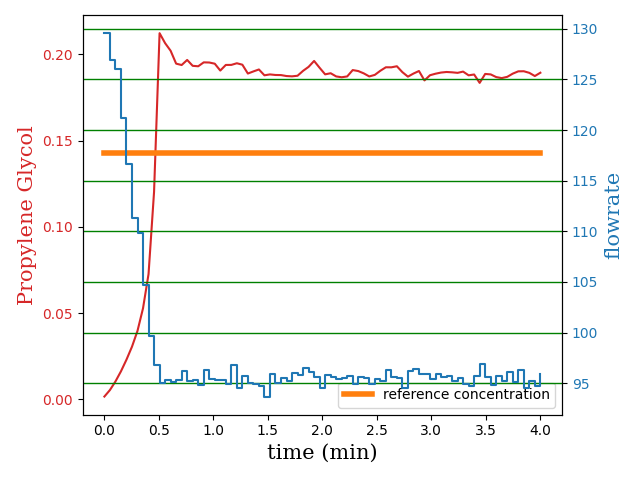 Propylene Glycol
0.20
0.15
0.10
0.05
0.00
130
125
120
115
110
105
100
95
flowrate
reference concentration
0.0 0.5 1.0 1.5 2.0 2.5 3.0 3.5 4.0
time (min)